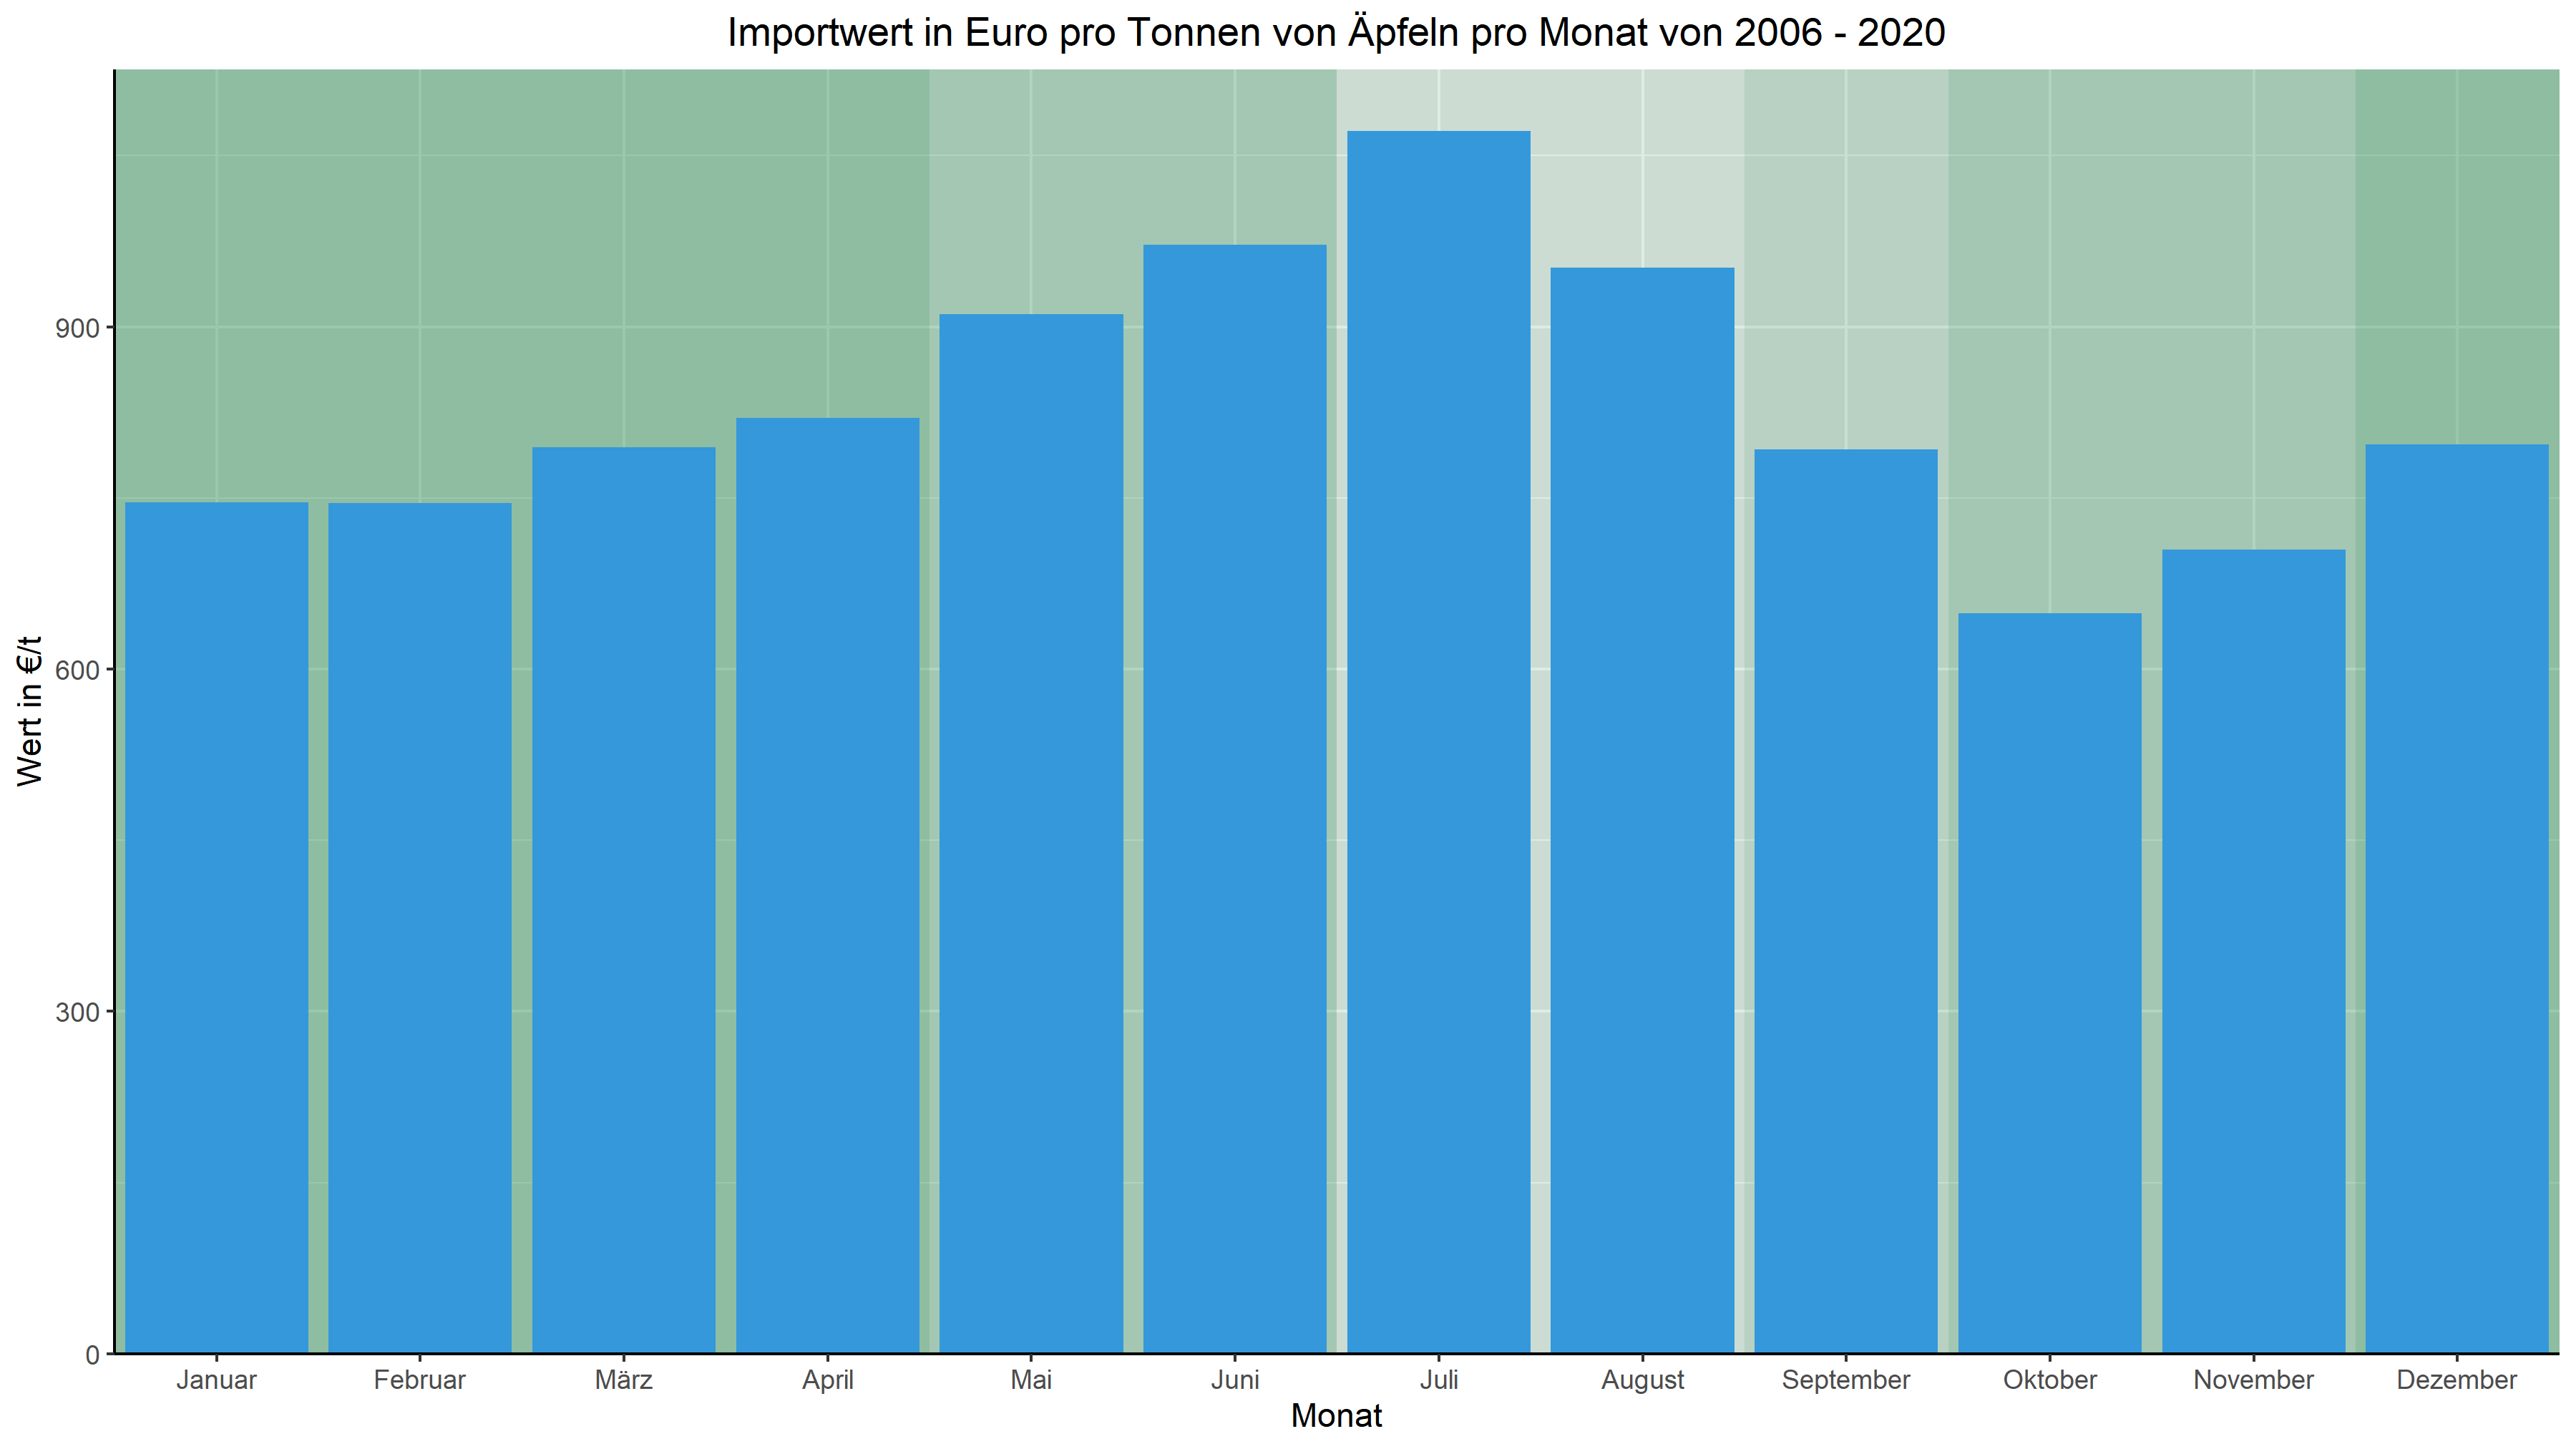 Importwert in Euro pro Tonnen von Äpfeln pro Monat von 2006 - 2020
Wert in €/t
900
600
300
0
Januar Februar März April Mai Juni Juli August September Oktober November Dezember
Monat